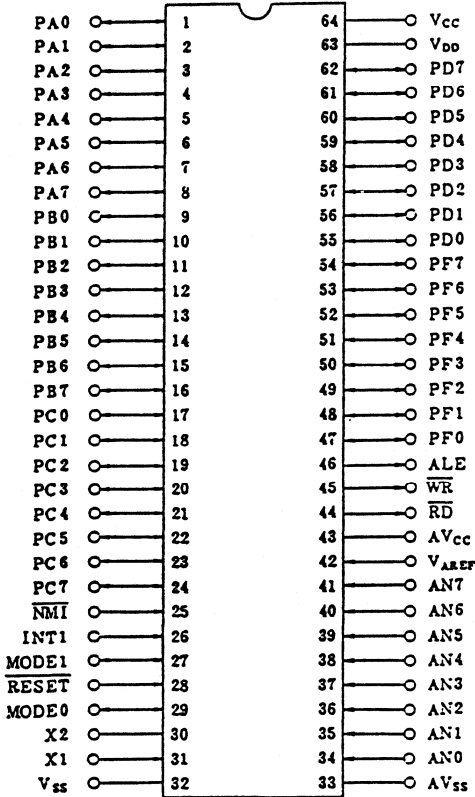 PA0 1 64 VCC
PA1 2 63 VDD
PA2 3 62 PD7
PA3 4 61 PD6
PA4 5 60 PD5
PA5 6 59 PD4
PA6 7 58 PD3
PA7 8 57 PD2
PB0 9 56 PD1
PB1 10 55 PD0
PB2 11 54 PF7
PB3 12 53 PF6
PB4 13 52 PF5
PB5 14 51 PF4
PB6 15 50 PF3
PB7 16 49 PF2
PC0 17 48 PF1
PC1 18 47 PF0
PC2 19 46 ALE
PC3 20 45 WR
PC4 21 44 RD
PC5 22 43 AVCC
PC6 23 42 VAREF
PC7 24 41 AN7
NMI 25 40 AN6
INT1 26 39 AN5
MODE1 27 38 AN4
RESET 28 37 AN3
MODE0 29 36 AN2
X2 30 35 AN1
X1 31 34 AN0
VSS 32 33 AVSS